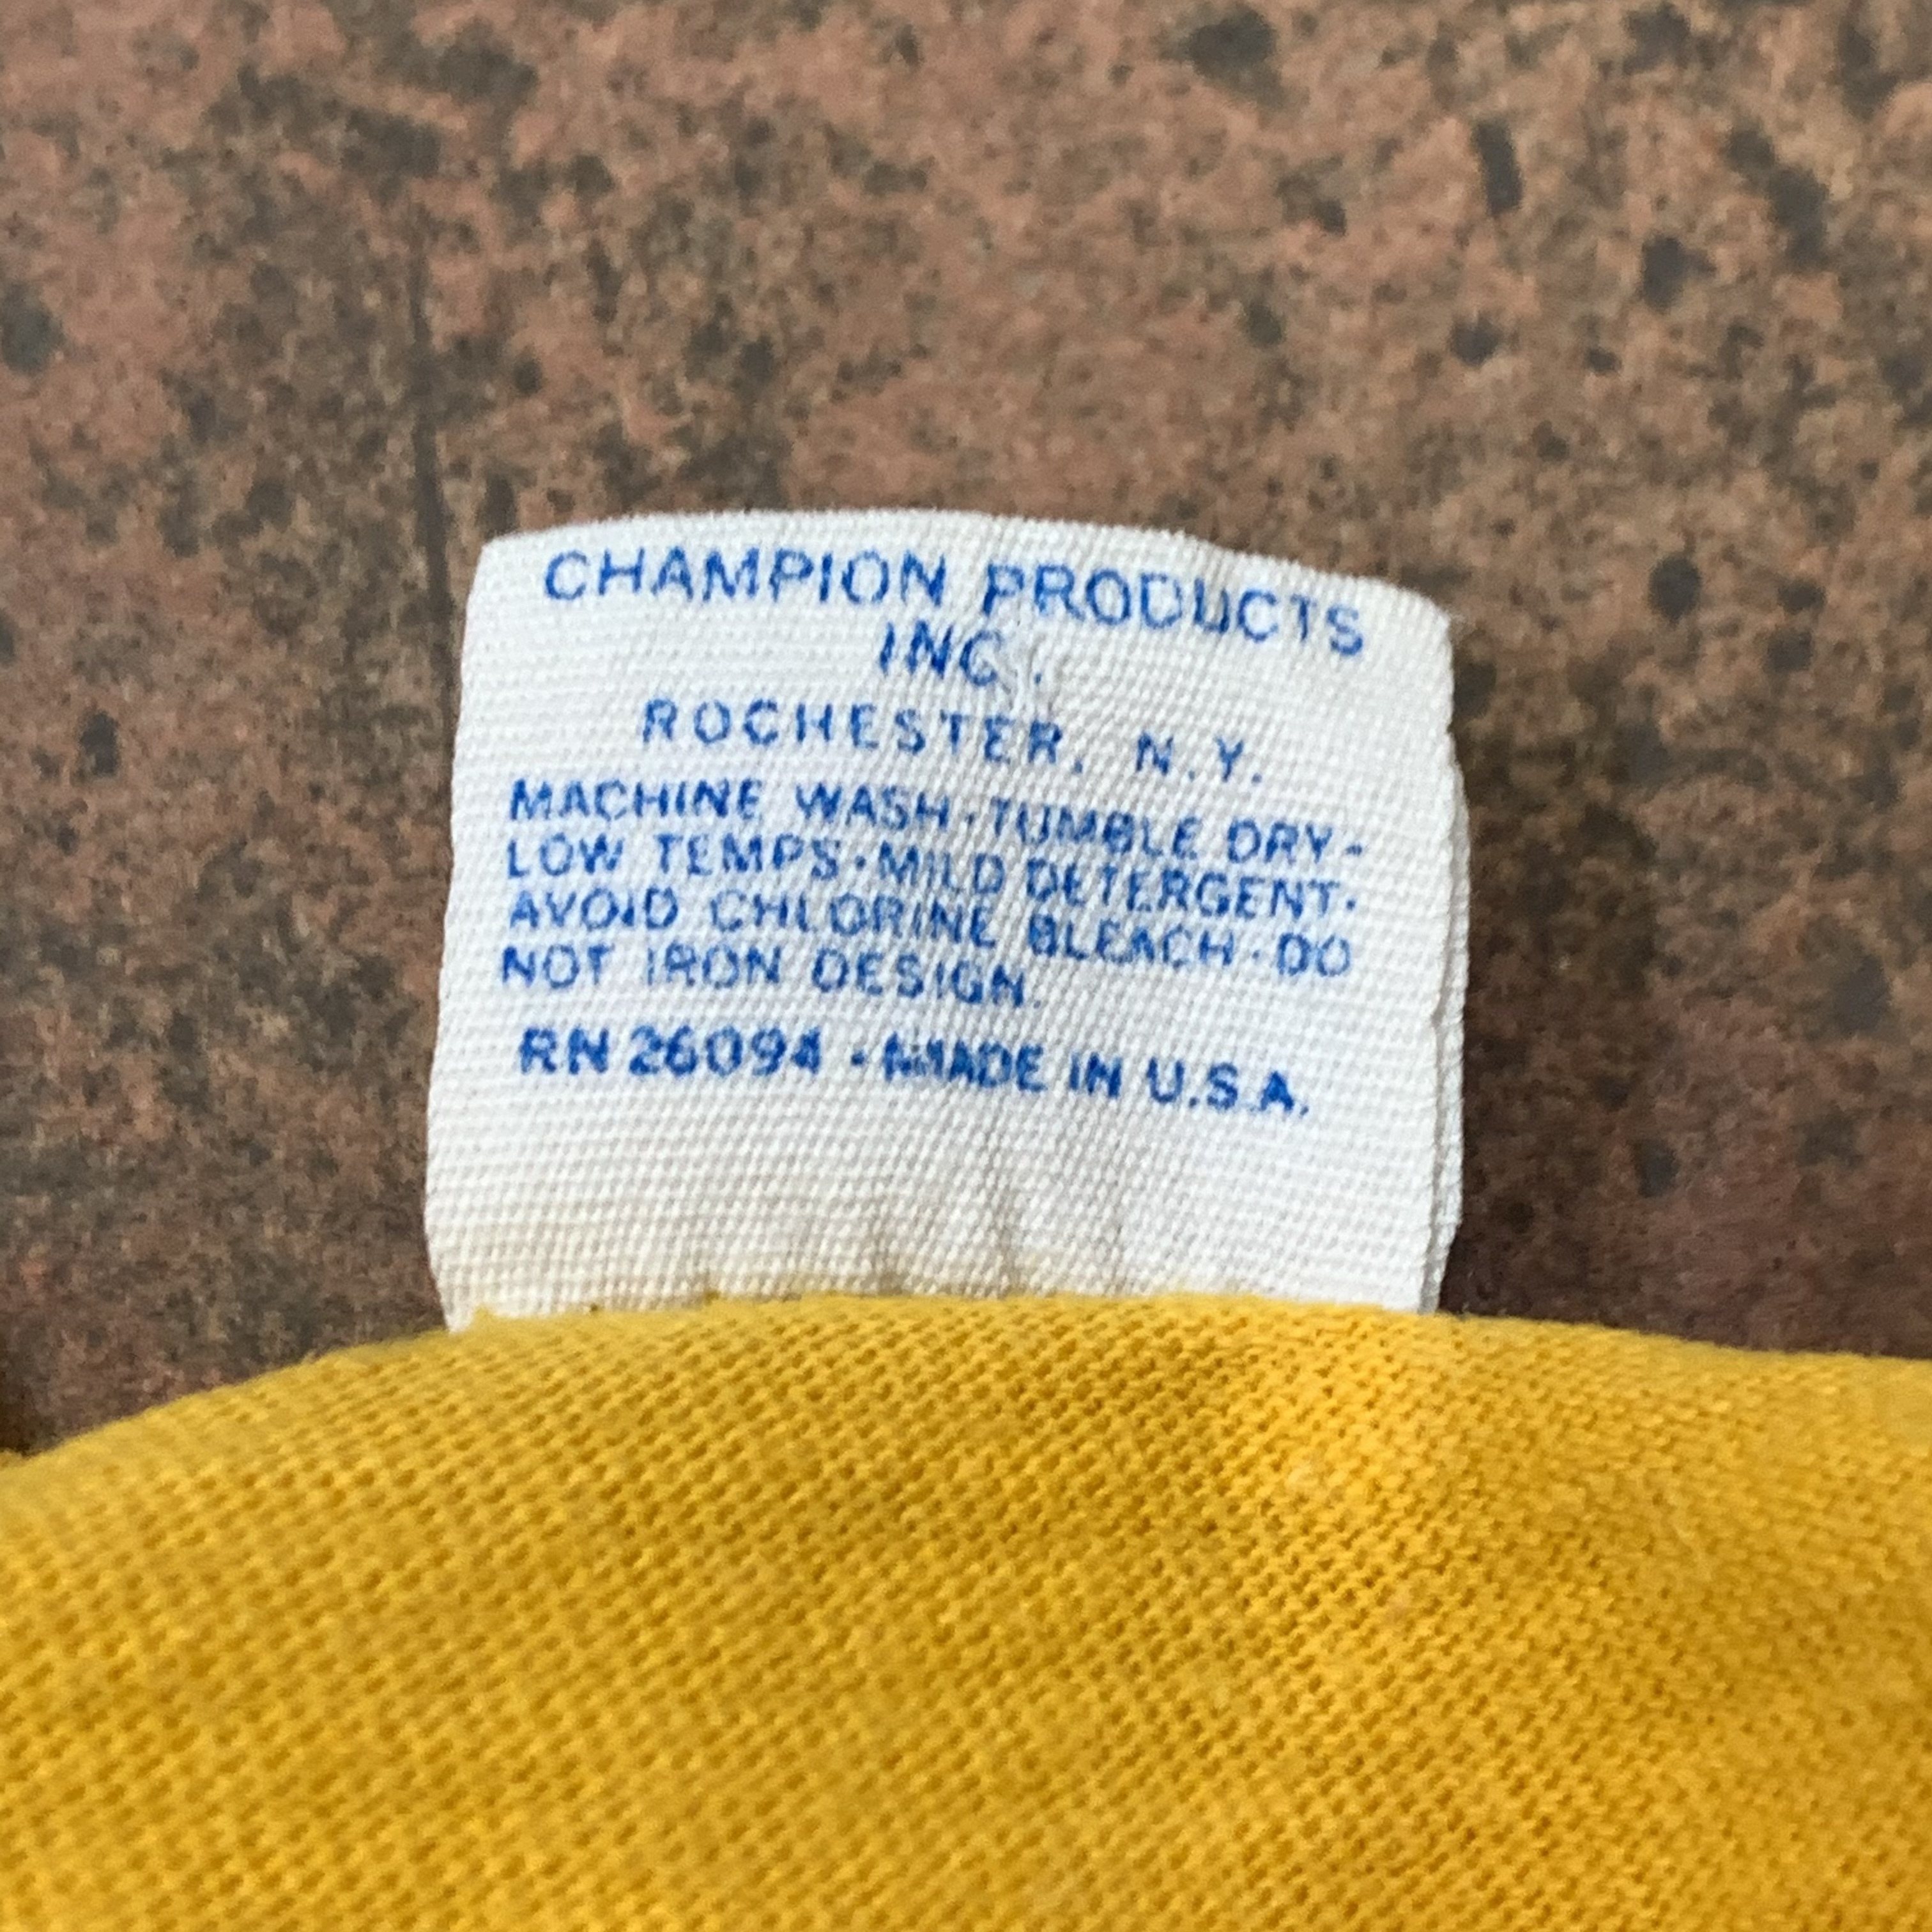 CHAMPION PRODUCTS
INC.
ROCHESTER, N.Y.
MACHINE WASH·TUMBLE DRY-
LOW TEMPS·MILD DETERGENT·
AVOID CHLORINE BLEACH·DO
NOT IRON DESIGN.
RN 26094 - MADE IN U.S.A.